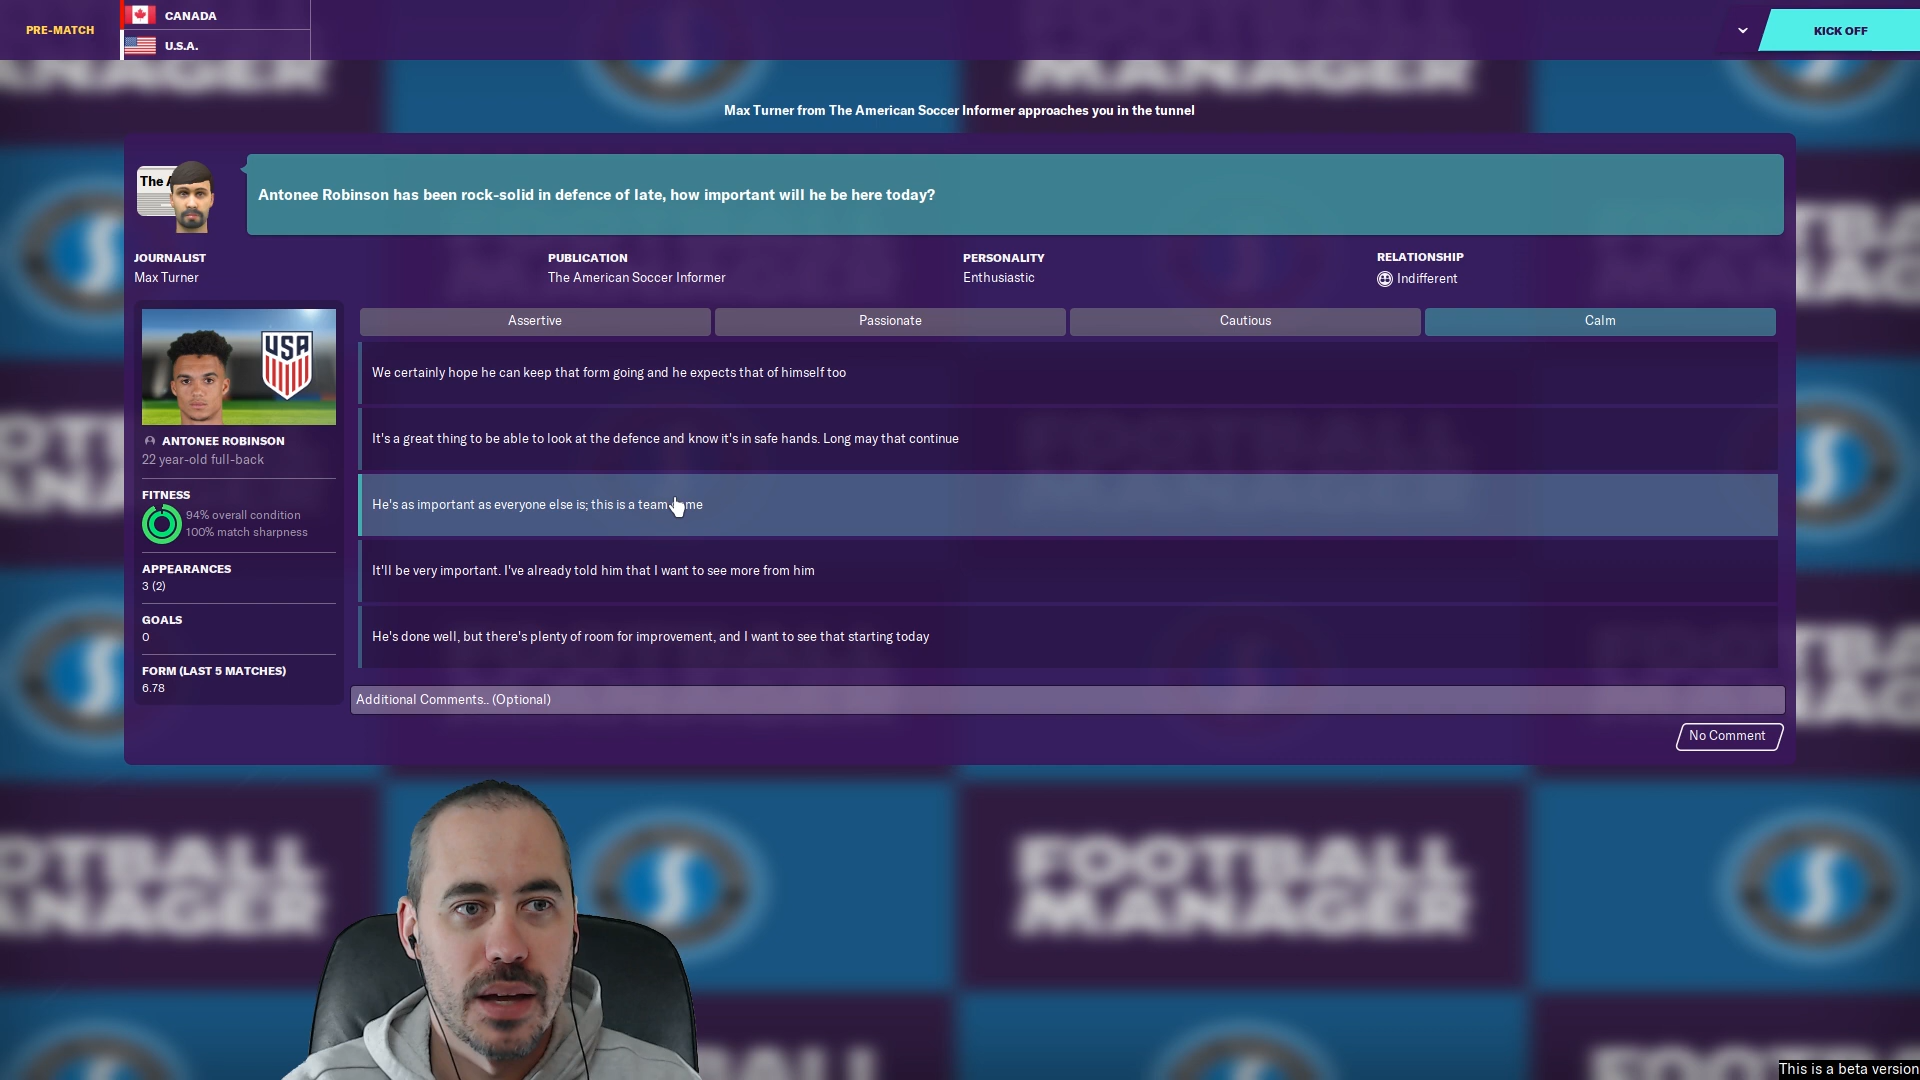 PRE-MATCH
CANADA
U.S.A.
KICK OFF
Max Turner from The American Soccer Informer approaches you in the tunnel
The A
Antonee Robinson has been rock-solid in defence of late, how important will he be here today?
JOURNALIST
Max Turner
PUBLICATION
The American Soccer Informer
PERSONALITY
Enthusiastic
RELATIONSHIP
Indifferent
USA
ANTONEE ROBINSON
22 year-old full-back
FITNESS
94% overall condition
100% match sharpness
APPEARANCES
3 (2)
GOALS
0
FORM (LAST 5 MATCHES)
6.78
Assertive
Passionate
Cautious
Calm
We certainly hope he can keep that form going and he expects that of himself too
It's a great thing to be able to look at the defence and know it's in safe hands. Long may that continue
He's as important as everyone else is; this is a team me
It'll be very important. I've already told him that I want to see more from him
He's done well, but there's plenty of room for improvement, and I want to see that starting today
Additional Comments.. (Optional)
No Comment
OTBALL
ANAGER
FOOTBALL
MANAGER
This is a beta version